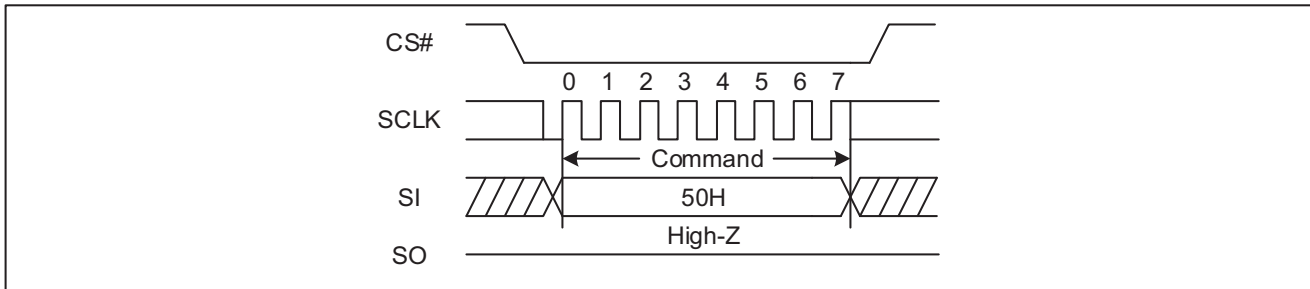 CS#
0 1 2 3 4 5 6 7
SCLK
Command
SI
50H
High-Z
SO